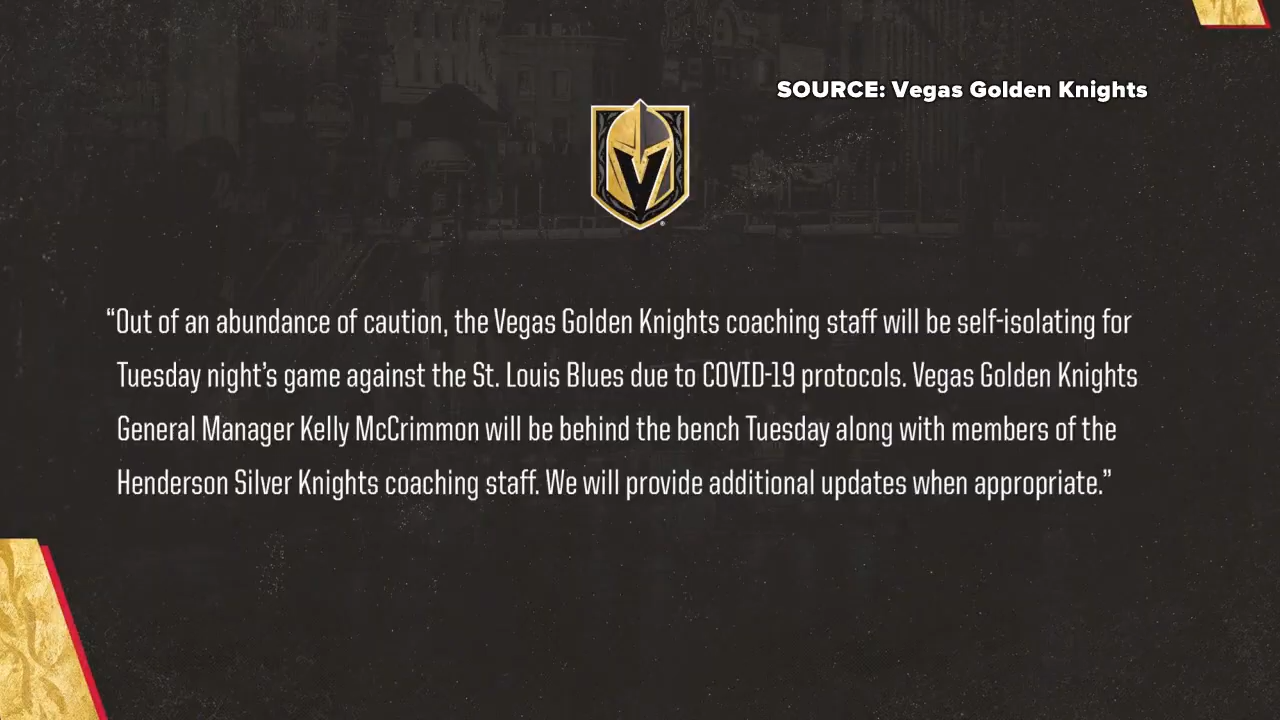 SOURCE: Vegas Golden Knights
“Out of an abundance of caution, the Vegas Golden Knights coaching staff will be self-isolating for
Tuesday night’s game against the St. Louis Blues due to COVID-19 protocols. Vegas Golden Knights
General Manager Kelly McCrimmon will be behind the bench Tuesday along with members of the
Henderson Silver Knights coaching staff. We will provide additional updates when appropriate.”